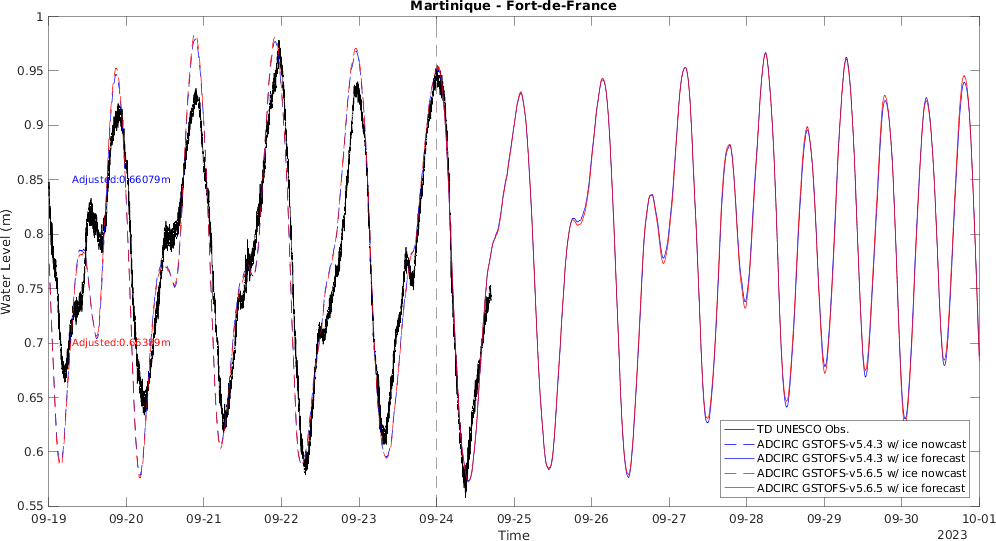 Martinique - Fort-de-France
1
0.95
0.9
0.85
0.8
0.75
0.7
0.65
0.6
0.55
Water Level (m)
Adjusted:0.66079m
Adjusted:0.65389m
TD UNESCO Obs.
ADCIRC GSTOFS-v5.4.3 w/ ice nowcast
ADCIRC GSTOFS-v5.4.3 w/ ice forecast
ADCIRC GSTOFS-v5.6.5 w/ ice nowcast
ADCIRC GSTOFS-v5.6.5 w/ ice forecast
09-19 09-20 09-21 09-22 09-23 09-24 09-25 09-26 09-27 09-28 09-29 09-30 10-01
Time
2023